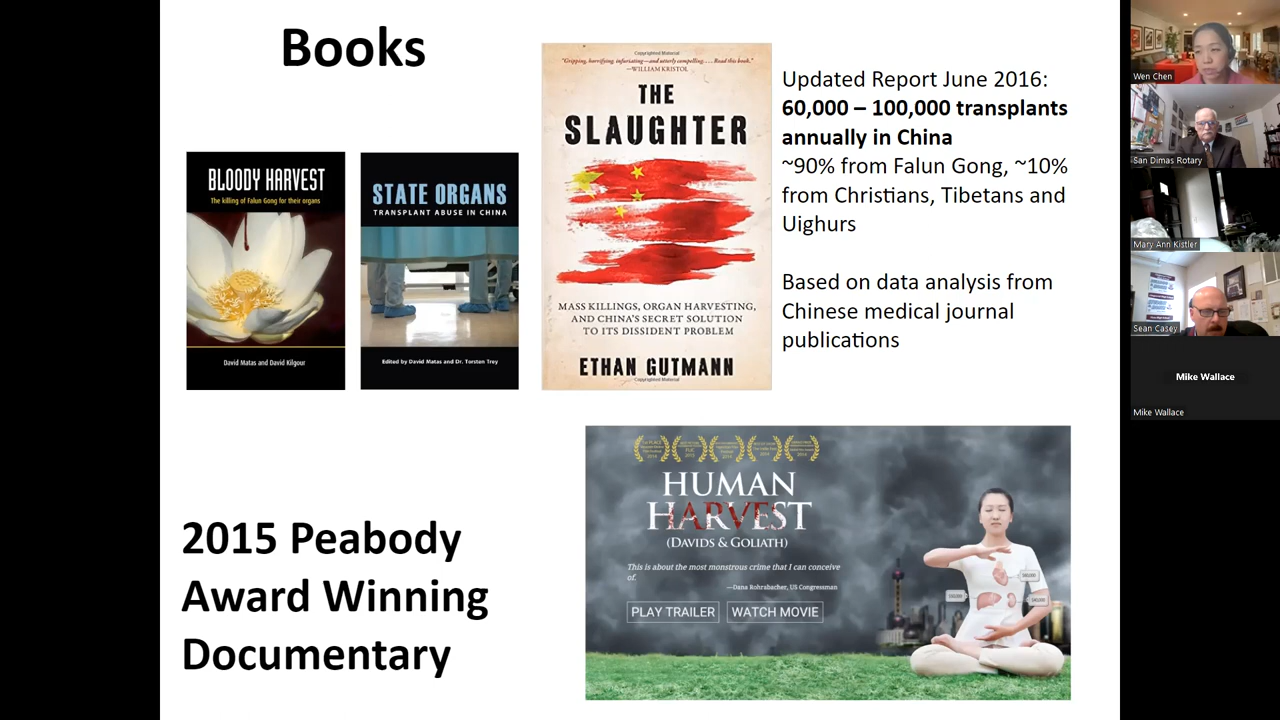 Books
BLOODY HARVEST
The killing of Falun Gong for their organs
David Matas and David Kilgour
STATE ORGANS
TRANSPLANT ABUSE IN CHINA
Edited by David Matas and Dr. Torsten Trey
Copyrighted Material
"Gripping, horrifying, infuriating—and utterly compelling. . . . Read this book."
—WILLIAM KRISTOL
THE
SLAUGHTER
MASS KILLINGS, ORGAN HARVESTING,
AND CHINA'S SECRET SOLUTION
TO ITS DISSIDENT PROBLEM
ETHAN GUTMANN
Copyrighted Material
Updated Report June 2016:
60,000 – 100,000 transplants
annually in China
~90% from Falun Gong, ~10%
from Christians, Tibetans and
Uighurs
Based on data analysis from
Chinese medical journal
publications
2015 Peabody
Award Winning
Documentary
HUMAN
HARVEST
(DAVIDS & GOLIATH)
This is about the most monstrous crime that I can conceive
of.
—Dana Rohrabacher, US Congressman
PLAY TRAILER
WATCH MOVIE
Wen Chen
San Dimas Rotary
Mary Ann Kistler
Sean Casey
Mike Wallace
Mike Wallace